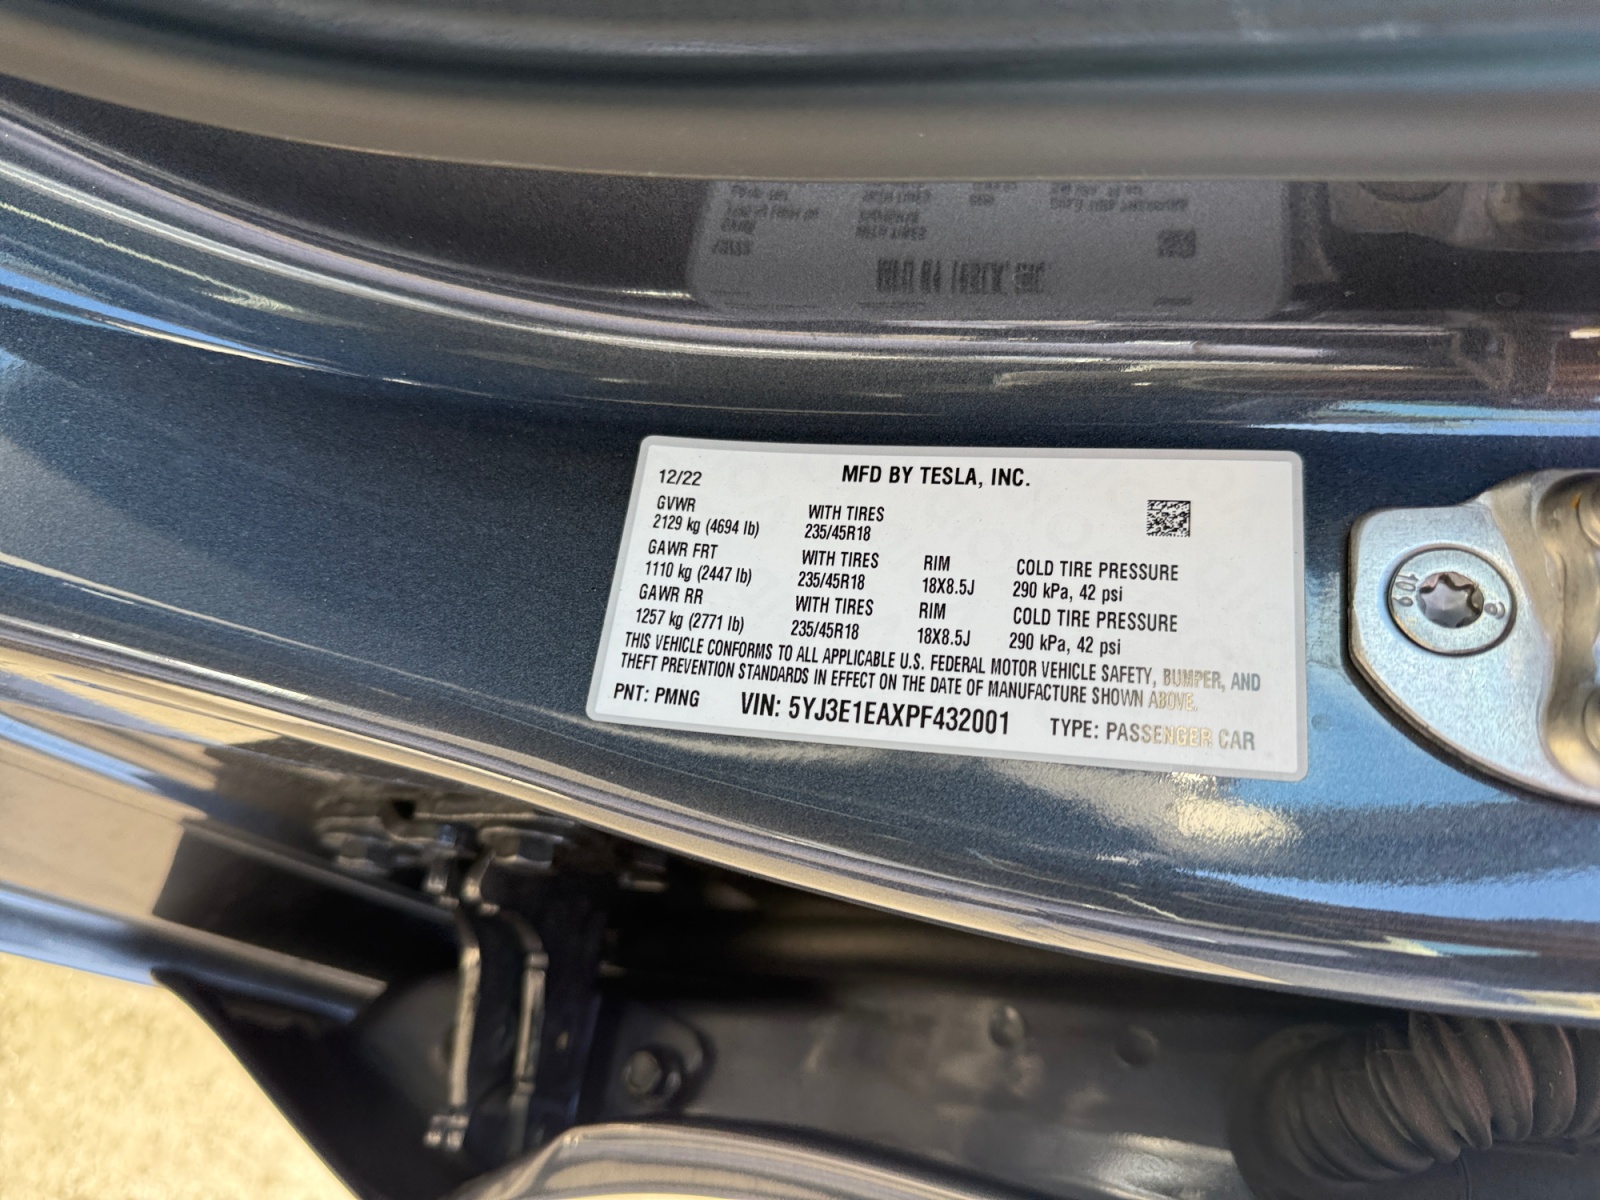 12/22 MFD BY TESLA, INC.
GVWR WITH TIRES
2129 kg (4694 lb) 235/45R18
GAWR FRT WITH TIRES RIM COLD TIRE PRESSURE
1110 kg (2447 lb) 235/45R18 18X8.5J 290 kPa, 42 psi
GAWR RR WITH TIRES RIM COLD TIRE PRESSURE
1257 kg (2771 lb) 235/45R18 18X8.5J 290 kPa, 42 psi
THIS VEHICLE CONFORMS TO ALL APPLICABLE U.S. FEDERAL MOTOR VEHICLE SAFETY, BUMPER, AND
THEFT PREVENTION STANDARDS IN EFFECT ON THE DATE OF MANUFACTURE SHOWN ABOVE.
PNT: PMNG VIN: 5YJ3E1EAXPF432001 TYPE: PASSENGER CAR
10.9